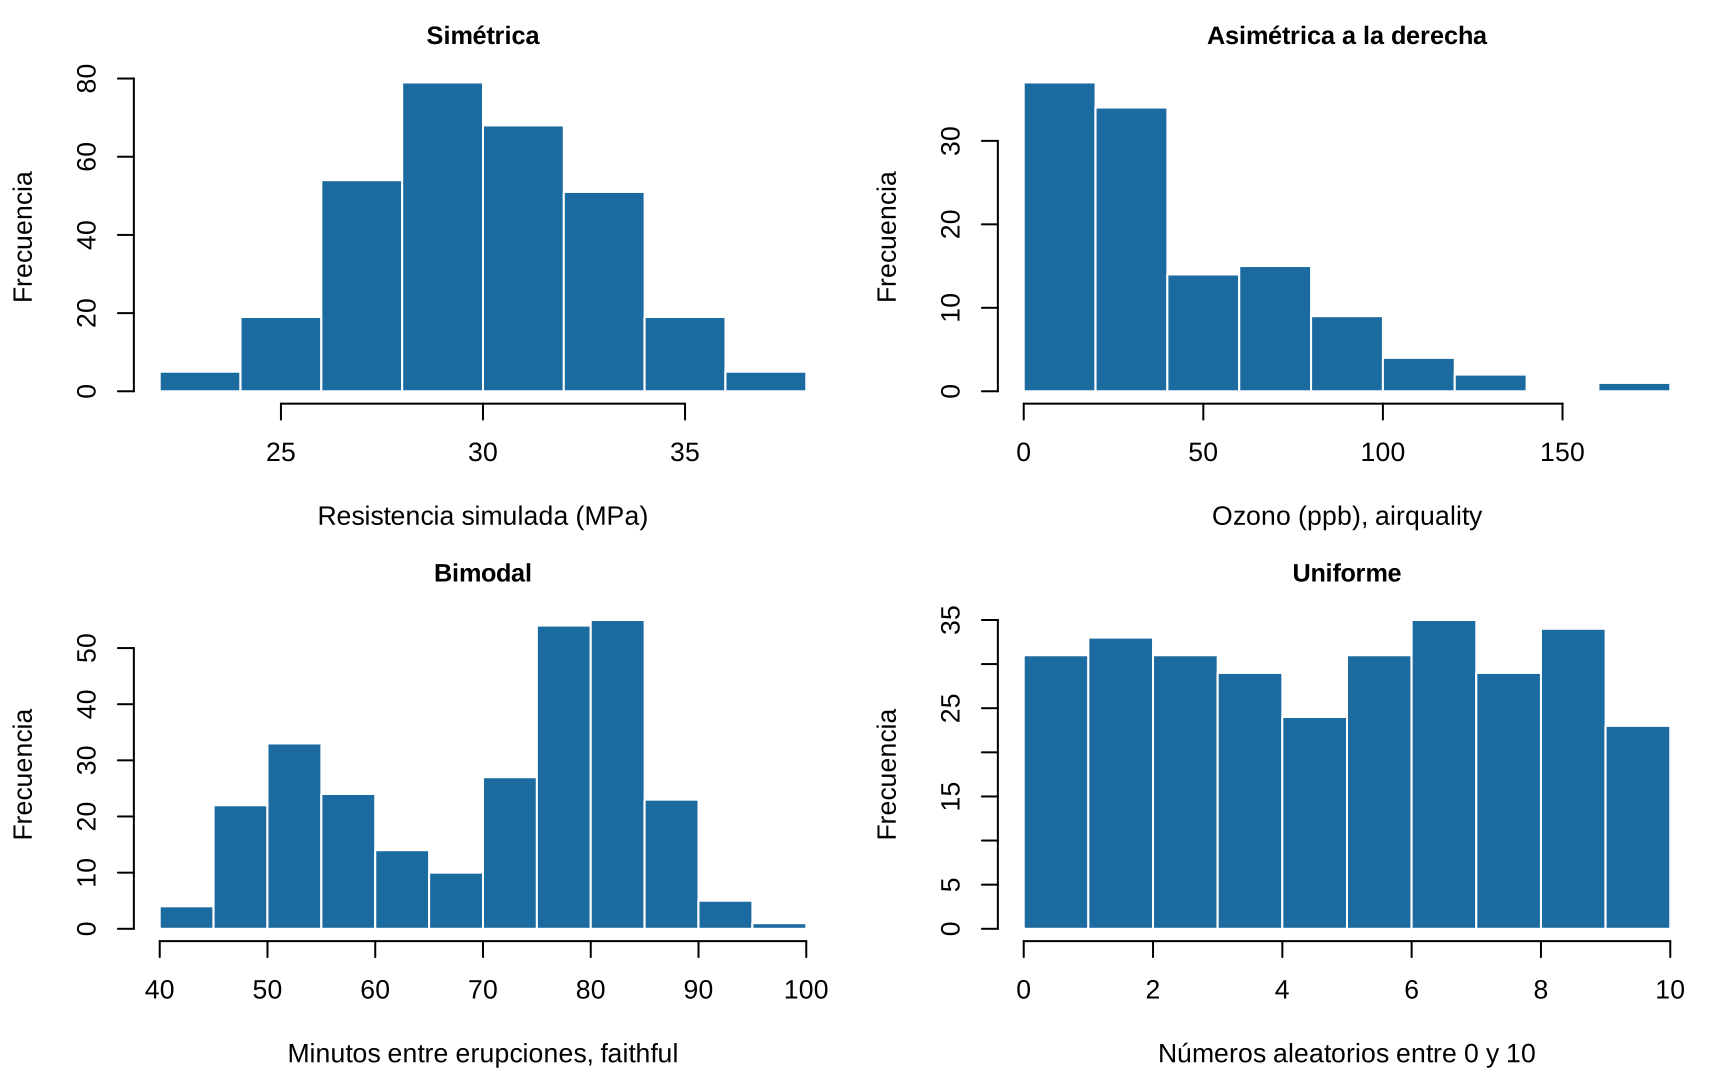 Simétrica
Frecuencia
0 20 40 60 80
25 30 35
Resistencia simulada (MPa)
Asimétrica a la derecha
Frecuencia
0 10 20 30
0 50 100 150
Ozono (ppb), airquality
Bimodal
Frecuencia
0 10 20 30 40 50
40 50 60 70 80 90 100
Minutos entre erupciones, faithful
Uniforme
Frecuencia
0 5 15 25 35
0 2 4 6 8 10
Números aleatorios entre 0 y 10